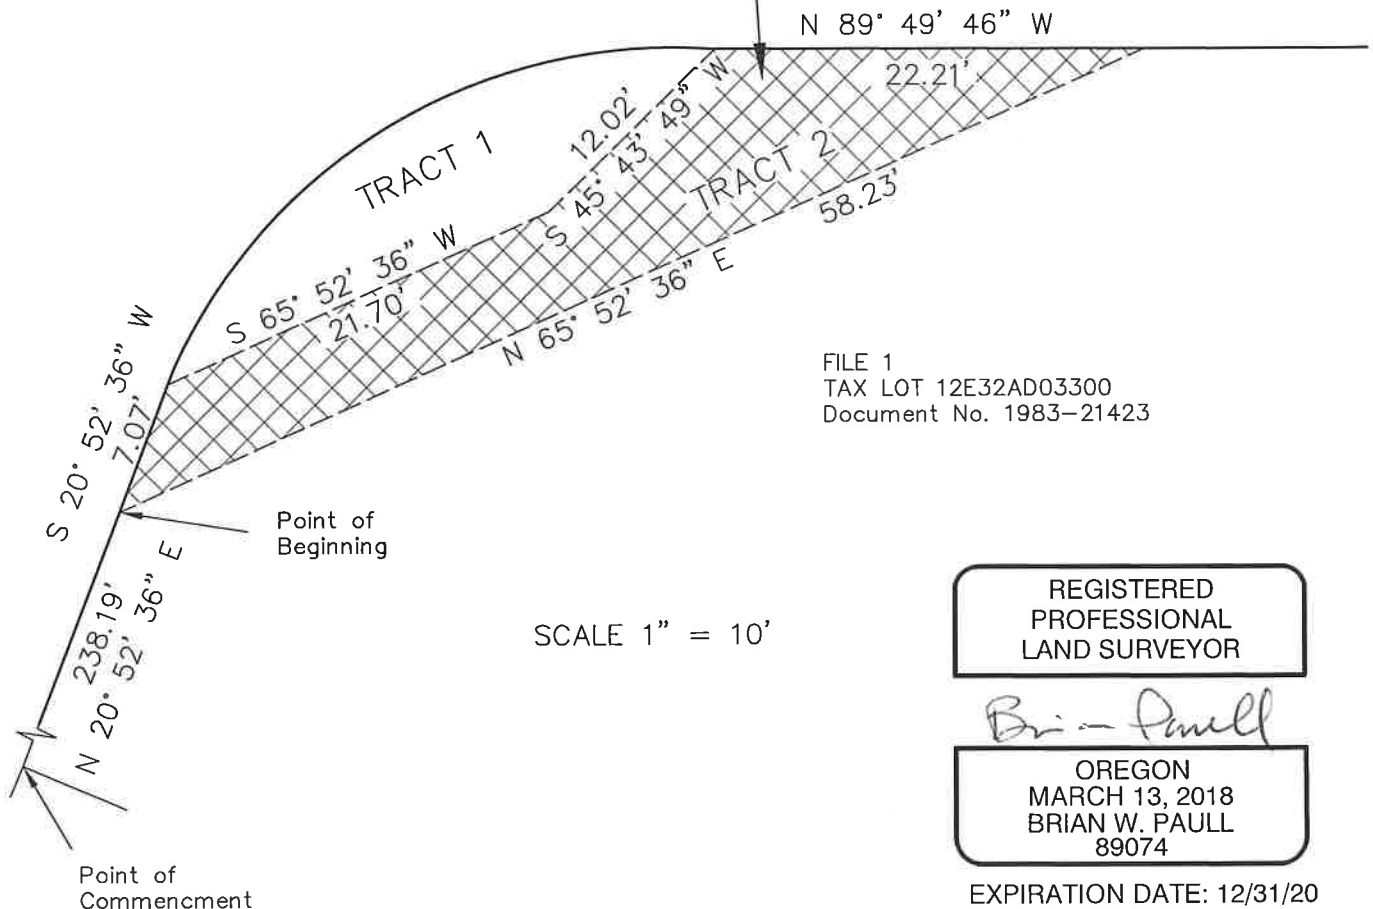 N 89° 49' 46" W
22.21'
12.02'
S 45° 43' 49" W
TRACT 1
TRACT 2
58.23'
S 65° 52' 36" W
21.70'
N 65° 52' 36" E
S 20° 52' 36" W
7.07'
FILE 1
TAX LOT 12E32AD03300
Document No. 1983-21423
Point of
Beginning
238.19'
N 20° 52' 36" E
SCALE 1" = 10'
REGISTERED
PROFESSIONAL
LAND SURVEYOR
Brian Paull
OREGON
MARCH 13, 2018
BRIAN W. PAULL
89074
EXPIRATION DATE: 12/31/20
Point of
Commencment